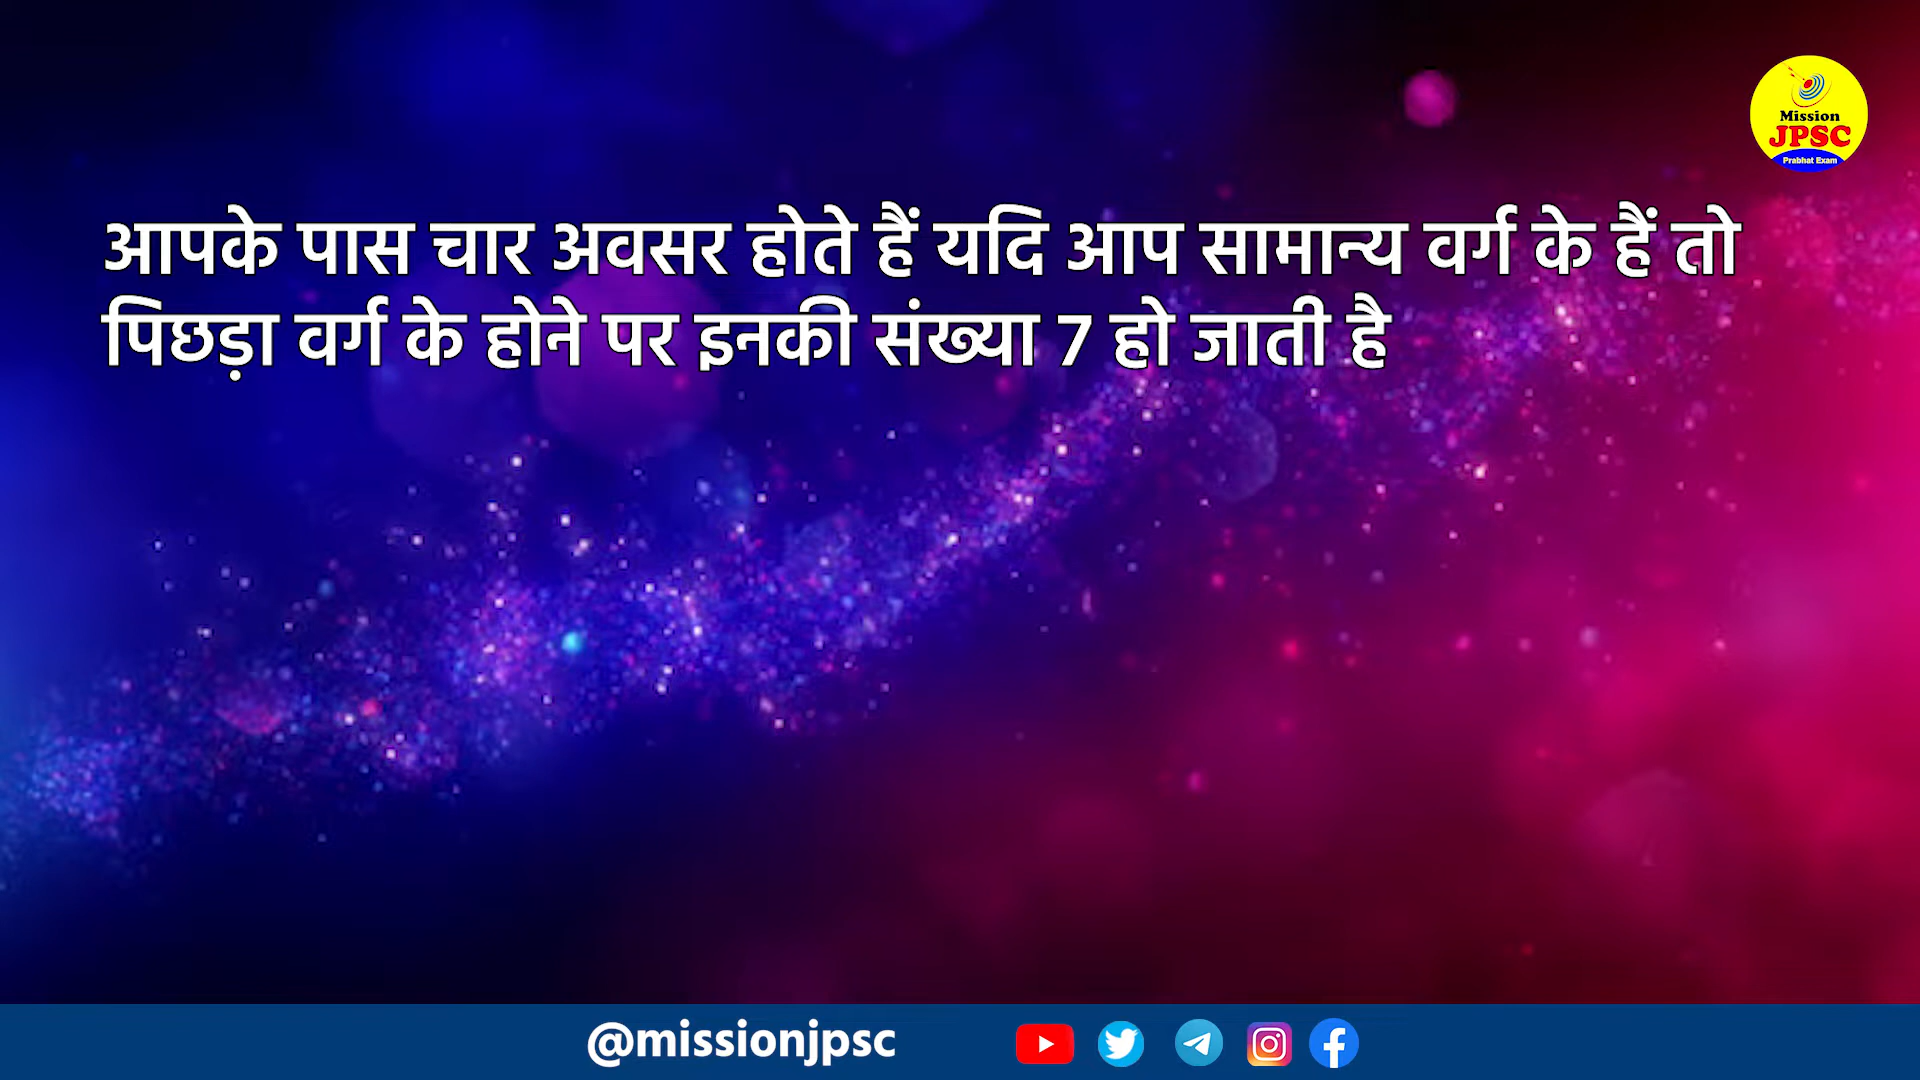 Mission
JPSC
Prabhat Exam
आपके पास चार अवसर होते हैं यदि आप सामान्य वर्ग के हैं तो
पिछड़ा वर्ग के होने पर इनकी संख्या 7 हो जाती है
@missionjpsc